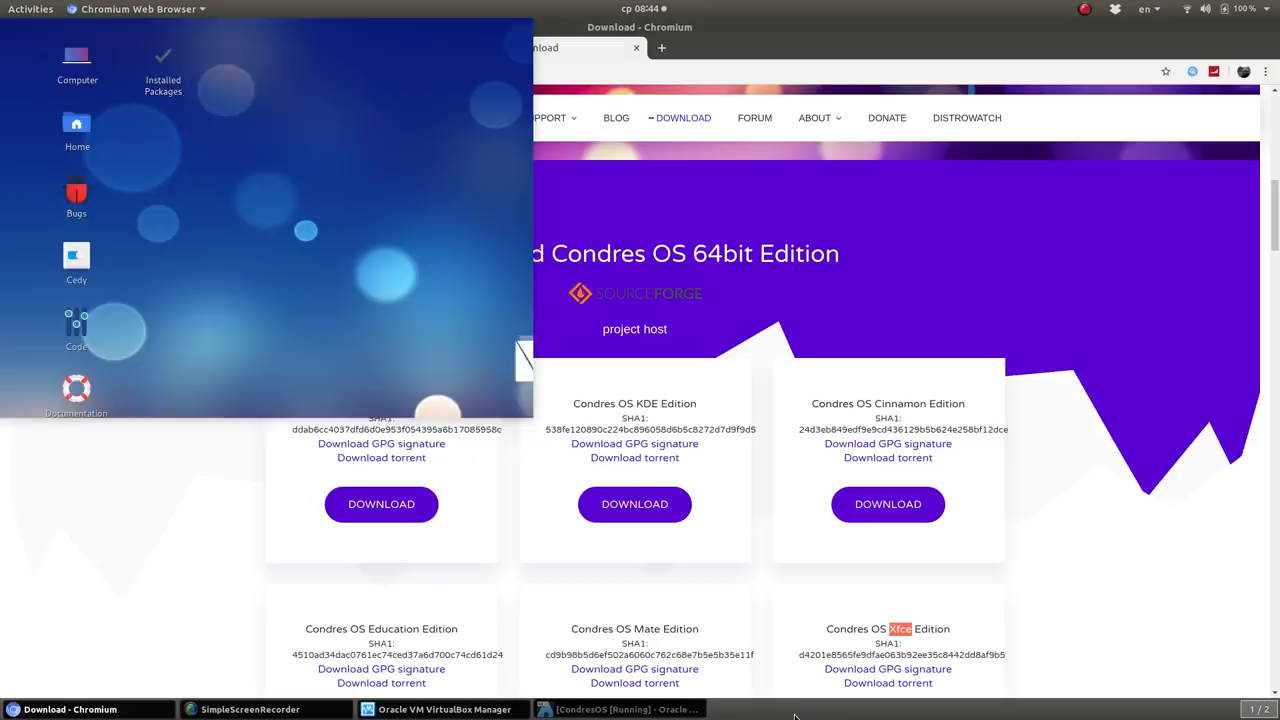 Activities Chromium Web Browser ср 08:44 en 100 %
Download - Chromium
nload
Computer
Installed
Packages
Home
Bugs
Cedy
Code
Documentation
PPORT BLOG DOWNLOAD FORUM ABOUT DONATE DISTROWATCH
d Condres OS 64bit Edition
SOURCEFORGE
project host
SHA1:
ddab6cc4037dfd6d0e953f054395a6b17085958c
Download GPG signature
Download torrent
DOWNLOAD
Condres OS KDE Edition
SHA1:
538fe120890c224bc896058d6b5c8272d7d9f9d5
Download GPG signature
Download torrent
DOWNLOAD
Condres OS Cinnamon Edition
SHA1:
24d3eb849edf9e9cd436129b5b624e258bf12dce
Download GPG signature
Download torrent
DOWNLOAD
Condres OS Education Edition
SHA1:
4510ad34dac0761ec74ced37a6d700c74cd61d24
Download GPG signature
Download torrent
Condres OS Mate Edition
SHA1:
cd9b98b5d6ef502a6060c762c68e7b5e5b35e11f
Download GPG signature
Download torrent
Condres OS Xfce Edition
SHA1:
d4201e8565fe9dfae063b92ee35c8442dd8af9b5
Download GPG signature
Download torrent
Download - Chromium SimpleScreenRecorder Oracle VM VirtualBox Manager [CondresOS [Running] - Oracle ... 1 / 2